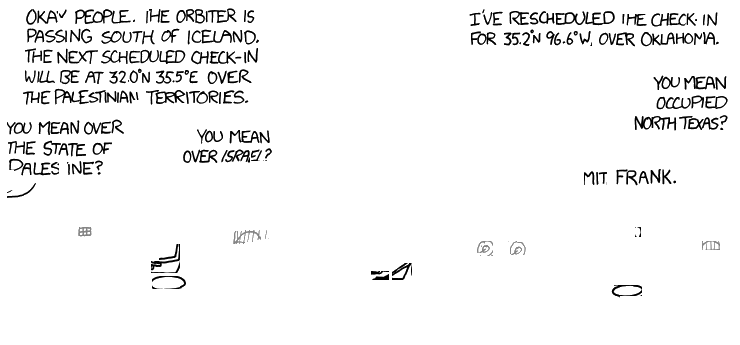 OKAY PEOPLE. THE ORBITER IS
PASSING SOUTH OF ICELAND.
THE NEXT SCHEDULED CHECK-IN
WILL BE AT 32.0°N 35.5°E OVER
THE PALESTINIAN TERRITORIES.
YOU MEAN OVER
THE STATE OF
PALESTINE?
YOU MEAN
OVER ISRAEL?
I'VE RESCHEDULED THE CHECK-IN
FOR 35.2°N 96.6°W, OVER OKLAHOMA.
YOU MEAN
OCCUPIED
NORTH TEXAS?
FRANK.